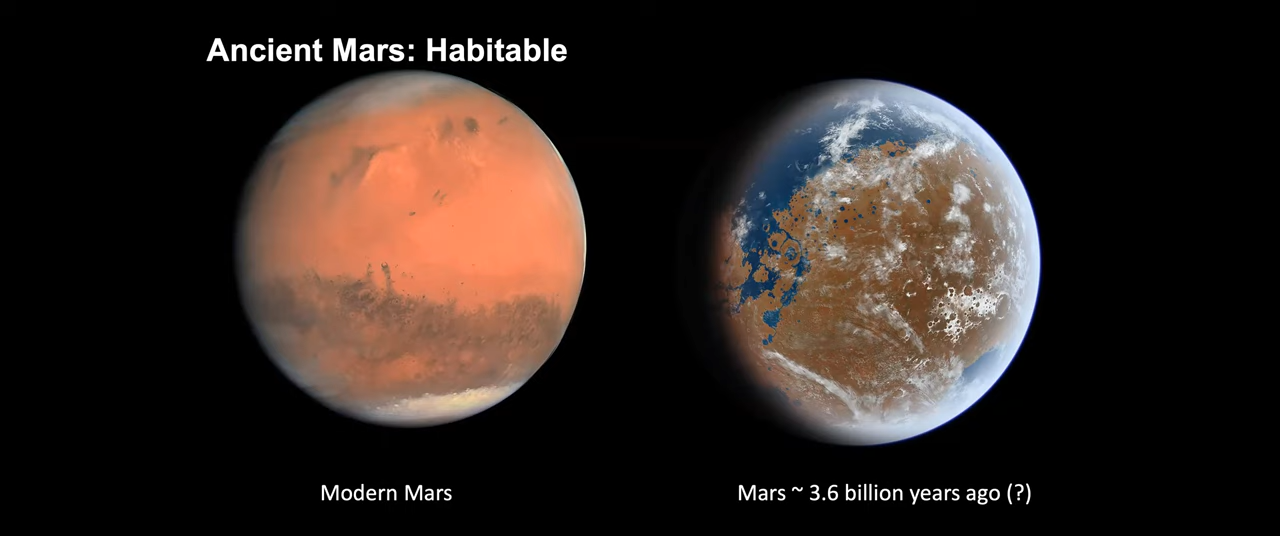 Ancient Mars: Habitable
Modern Mars
Mars ~ 3.6 billion years ago (?)